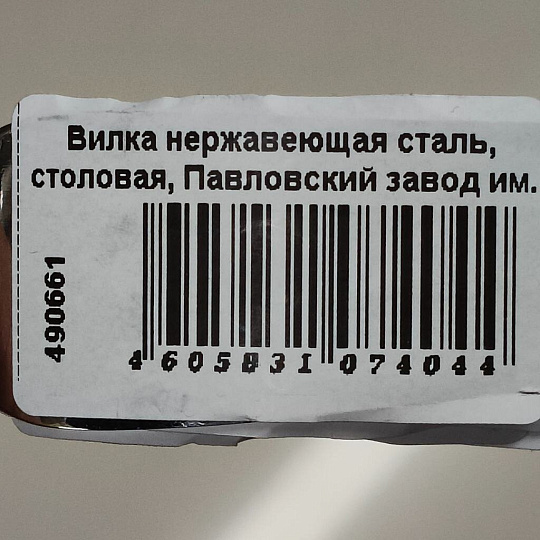 Вилка нержавеющая сталь,
столовая, Павловский завод им.
490661
4 605831 074044